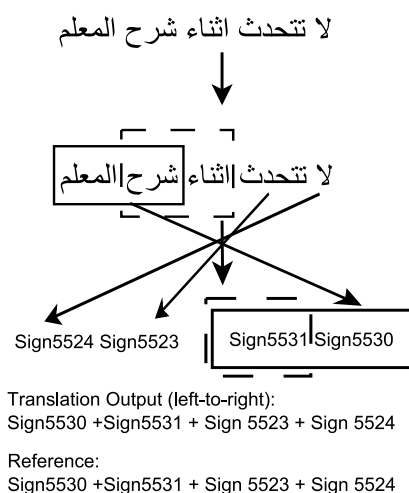 لا تتحدث اثناء شرح المعلم
لا تتحدث |اثناء |شرح |المعلم
Sign5524 Sign5523 Sign5531 Sign5530
Translation Output (left-to-right):
Sign5530 +Sign5531 + Sign 5523 + Sign 5524
Reference:
Sign5530 +Sign5531 + Sign 5523 + Sign 5524